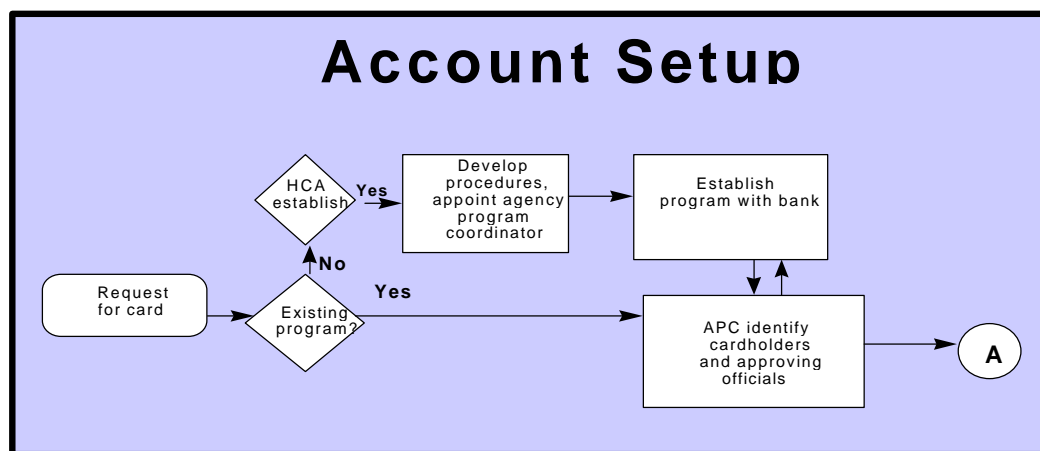 Account Setup
HCA
establish
Yes
Develop
procedures,
appoint agency
program
coordinator
Establish
program with bank
No
Request
for card
Existing
program?
Yes
APC identify
cardholders
and approving
officials
A